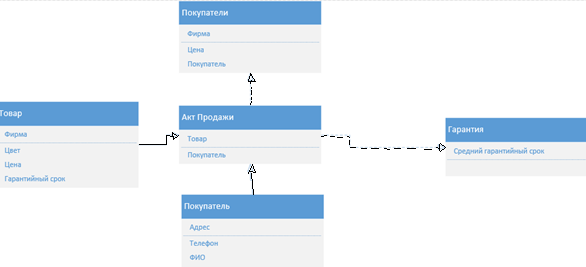 Покупатели
Фирма
Цена
Покупатель
Товар
Фирма
Цвет
Цена
Гарантийный срок
Акт Продажи
Товар
Покупатель
Гарантия
Средний гарантийный срок
Покупатель
Адрес
Телефон
ФИО